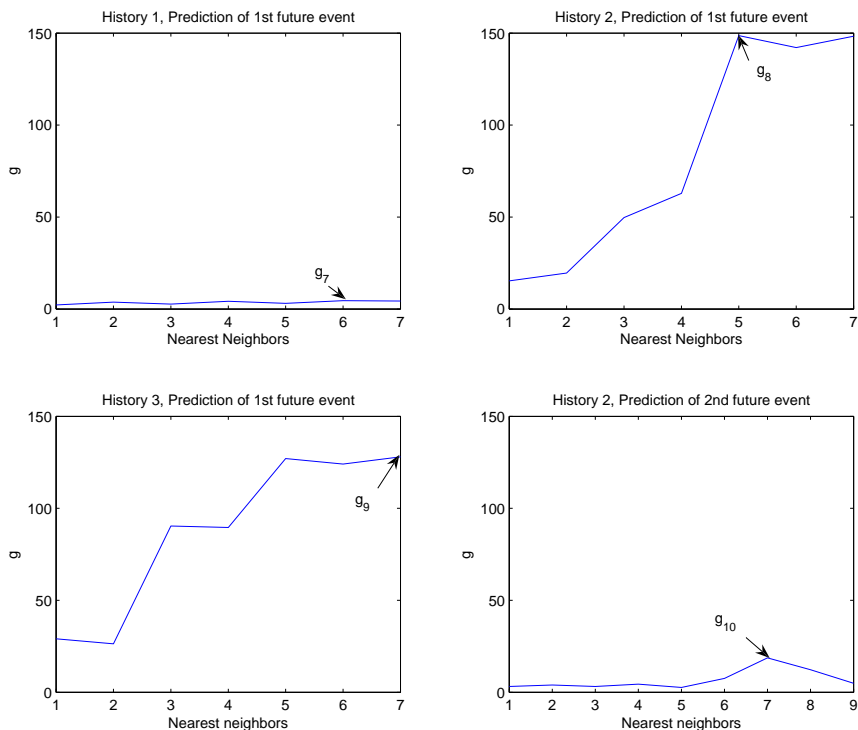 History 1, Prediction of 1st future event
150
100
50
0
g
g7
1 2 3 4 5 6 7
Nearest Neighbors
History 2, Prediction of 1st future event
150
100
50
0
g
g8
1 2 3 4 5 6 7
Nearest Neighbors
History 3, Prediction of 1st future event
150
100
50
0
g
g9
1 2 3 4 5 6 7
Nearest neighbors
History 2, Prediction of 2nd future event
150
100
50
0
g
g10
1 2 3 4 5 6 7 8 9
Nearest neighbors